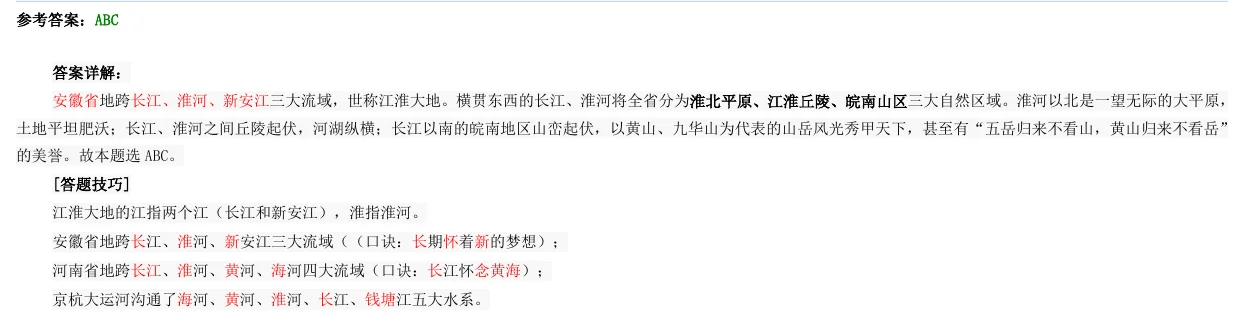 参考答案：ABC
答案详解：
安徽省地跨长江、淮河、新安江三大流域，世称江淮大地。横贯东西的长江、淮河将全省分为淮北平原、江淮丘陵、皖南山区三大自然区域。淮河以北是一望无际的大平原，
土地平坦肥沃；长江、淮河之间丘陵起伏，河湖纵横；长江以南的皖南地区山峦起伏，以黄山、九华山为代表的山岳风光秀甲天下，甚至有“五岳归来不看山，黄山归来不看岳”
的美誉。故本题选 ABC。
[答题技巧]
江淮大地的江指两个江（长江和新安江），淮指淮河。
安徽省地跨长江、淮河、新安江三大流域（（口诀：长期怀着新的梦想）；
河南省地跨长江、淮河、黄河、海河四大流域（口诀：长江怀念黄海）；
京杭大运河沟通了海河、黄河、淮河、长江、钱塘江五大水系。